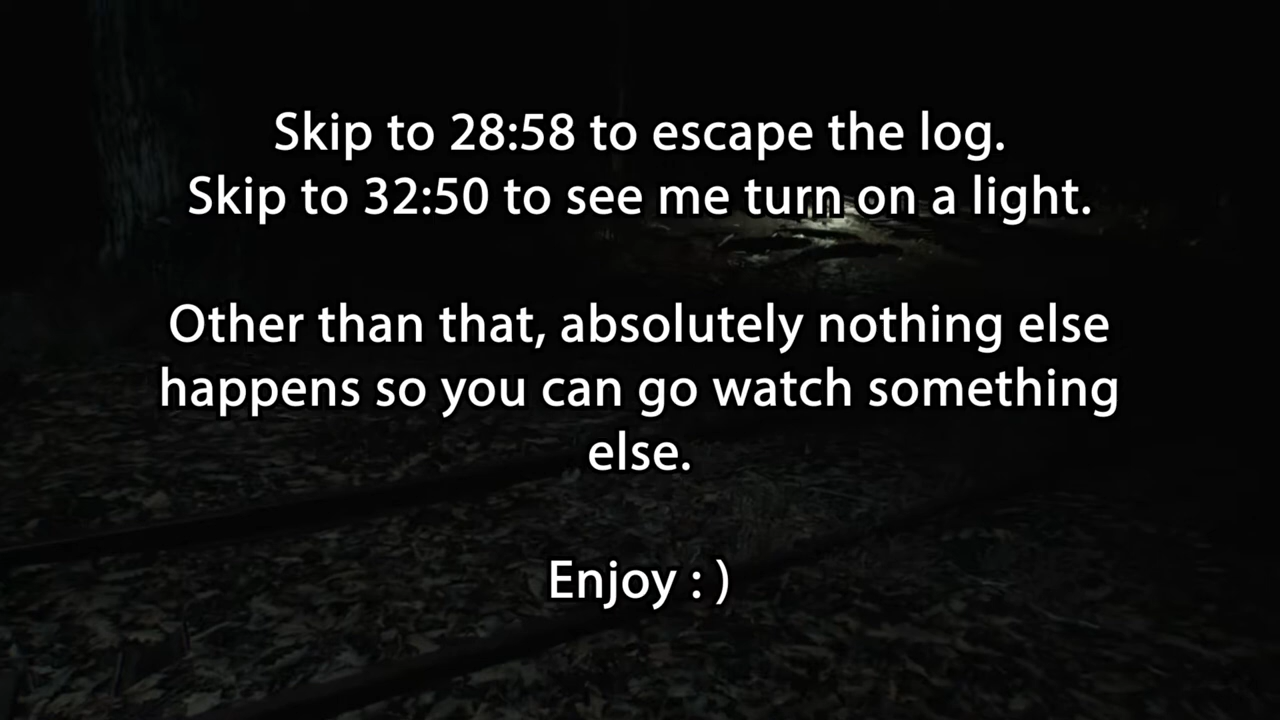 Skip to 28:58 to escape the log.
Skip to 32:50 to see me turn on a light.
Other than that, absolutely nothing else
happens so you can go watch something
else.
Enjoy : )